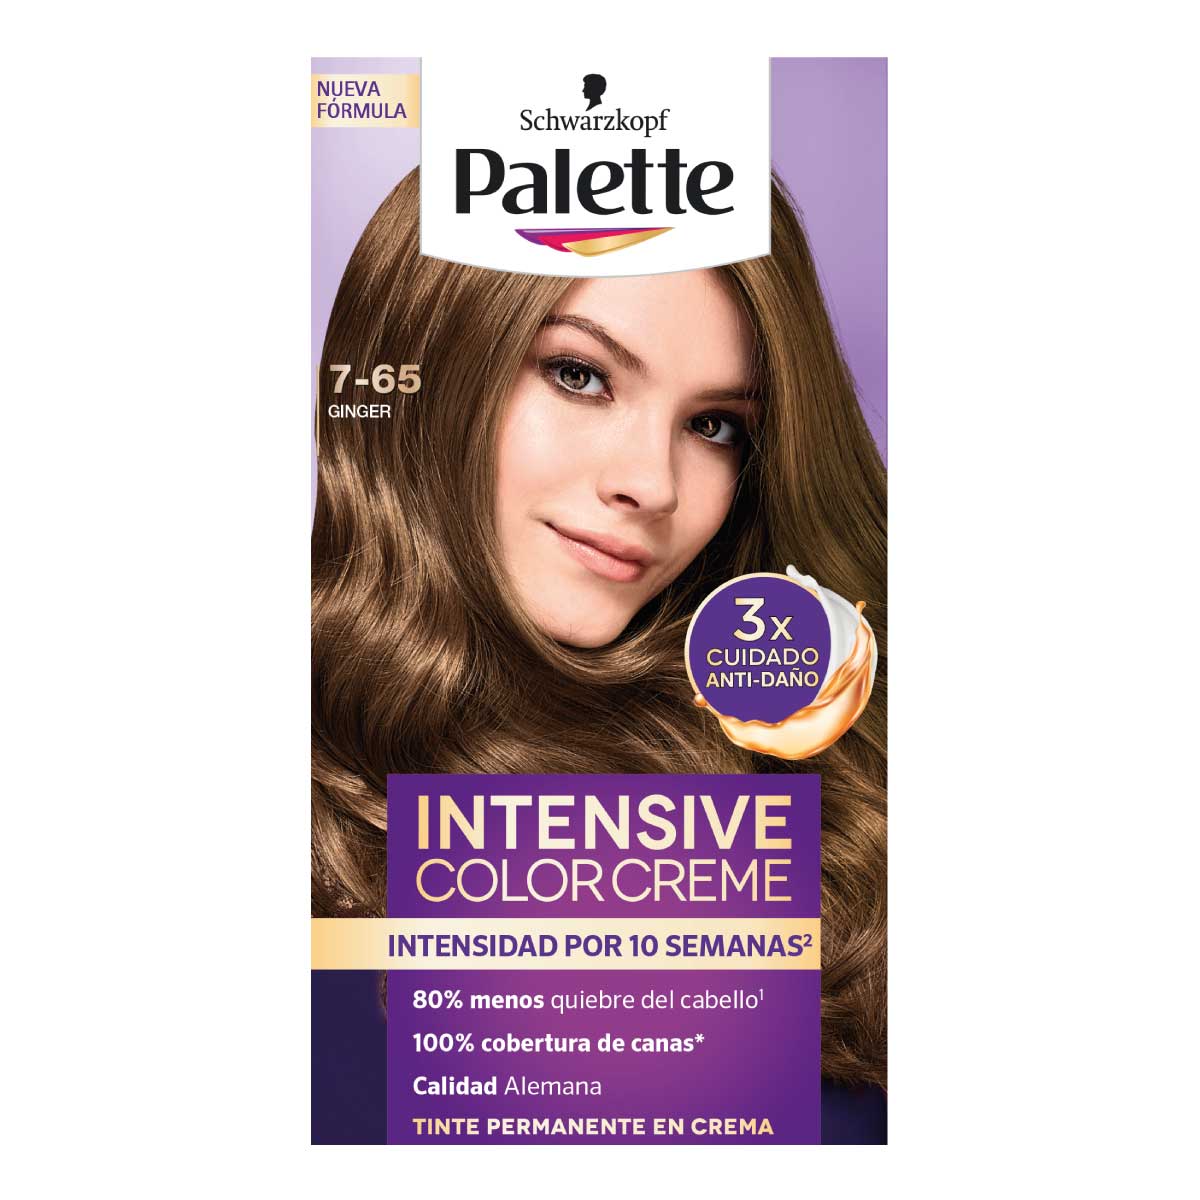 NUEVA
FÓRMULA
Schwarzkopf
Palette
7-65
GINGER
3x
CUIDADO
ANTI-DAÑO
INTENSIVE
COLOR CREME
INTENSIDAD POR 10 SEMANAS²
80% menos quiebre del cabello¹
100% cobertura de canas*
Calidad Alemana
TINTE PERMANENTE EN CREMA